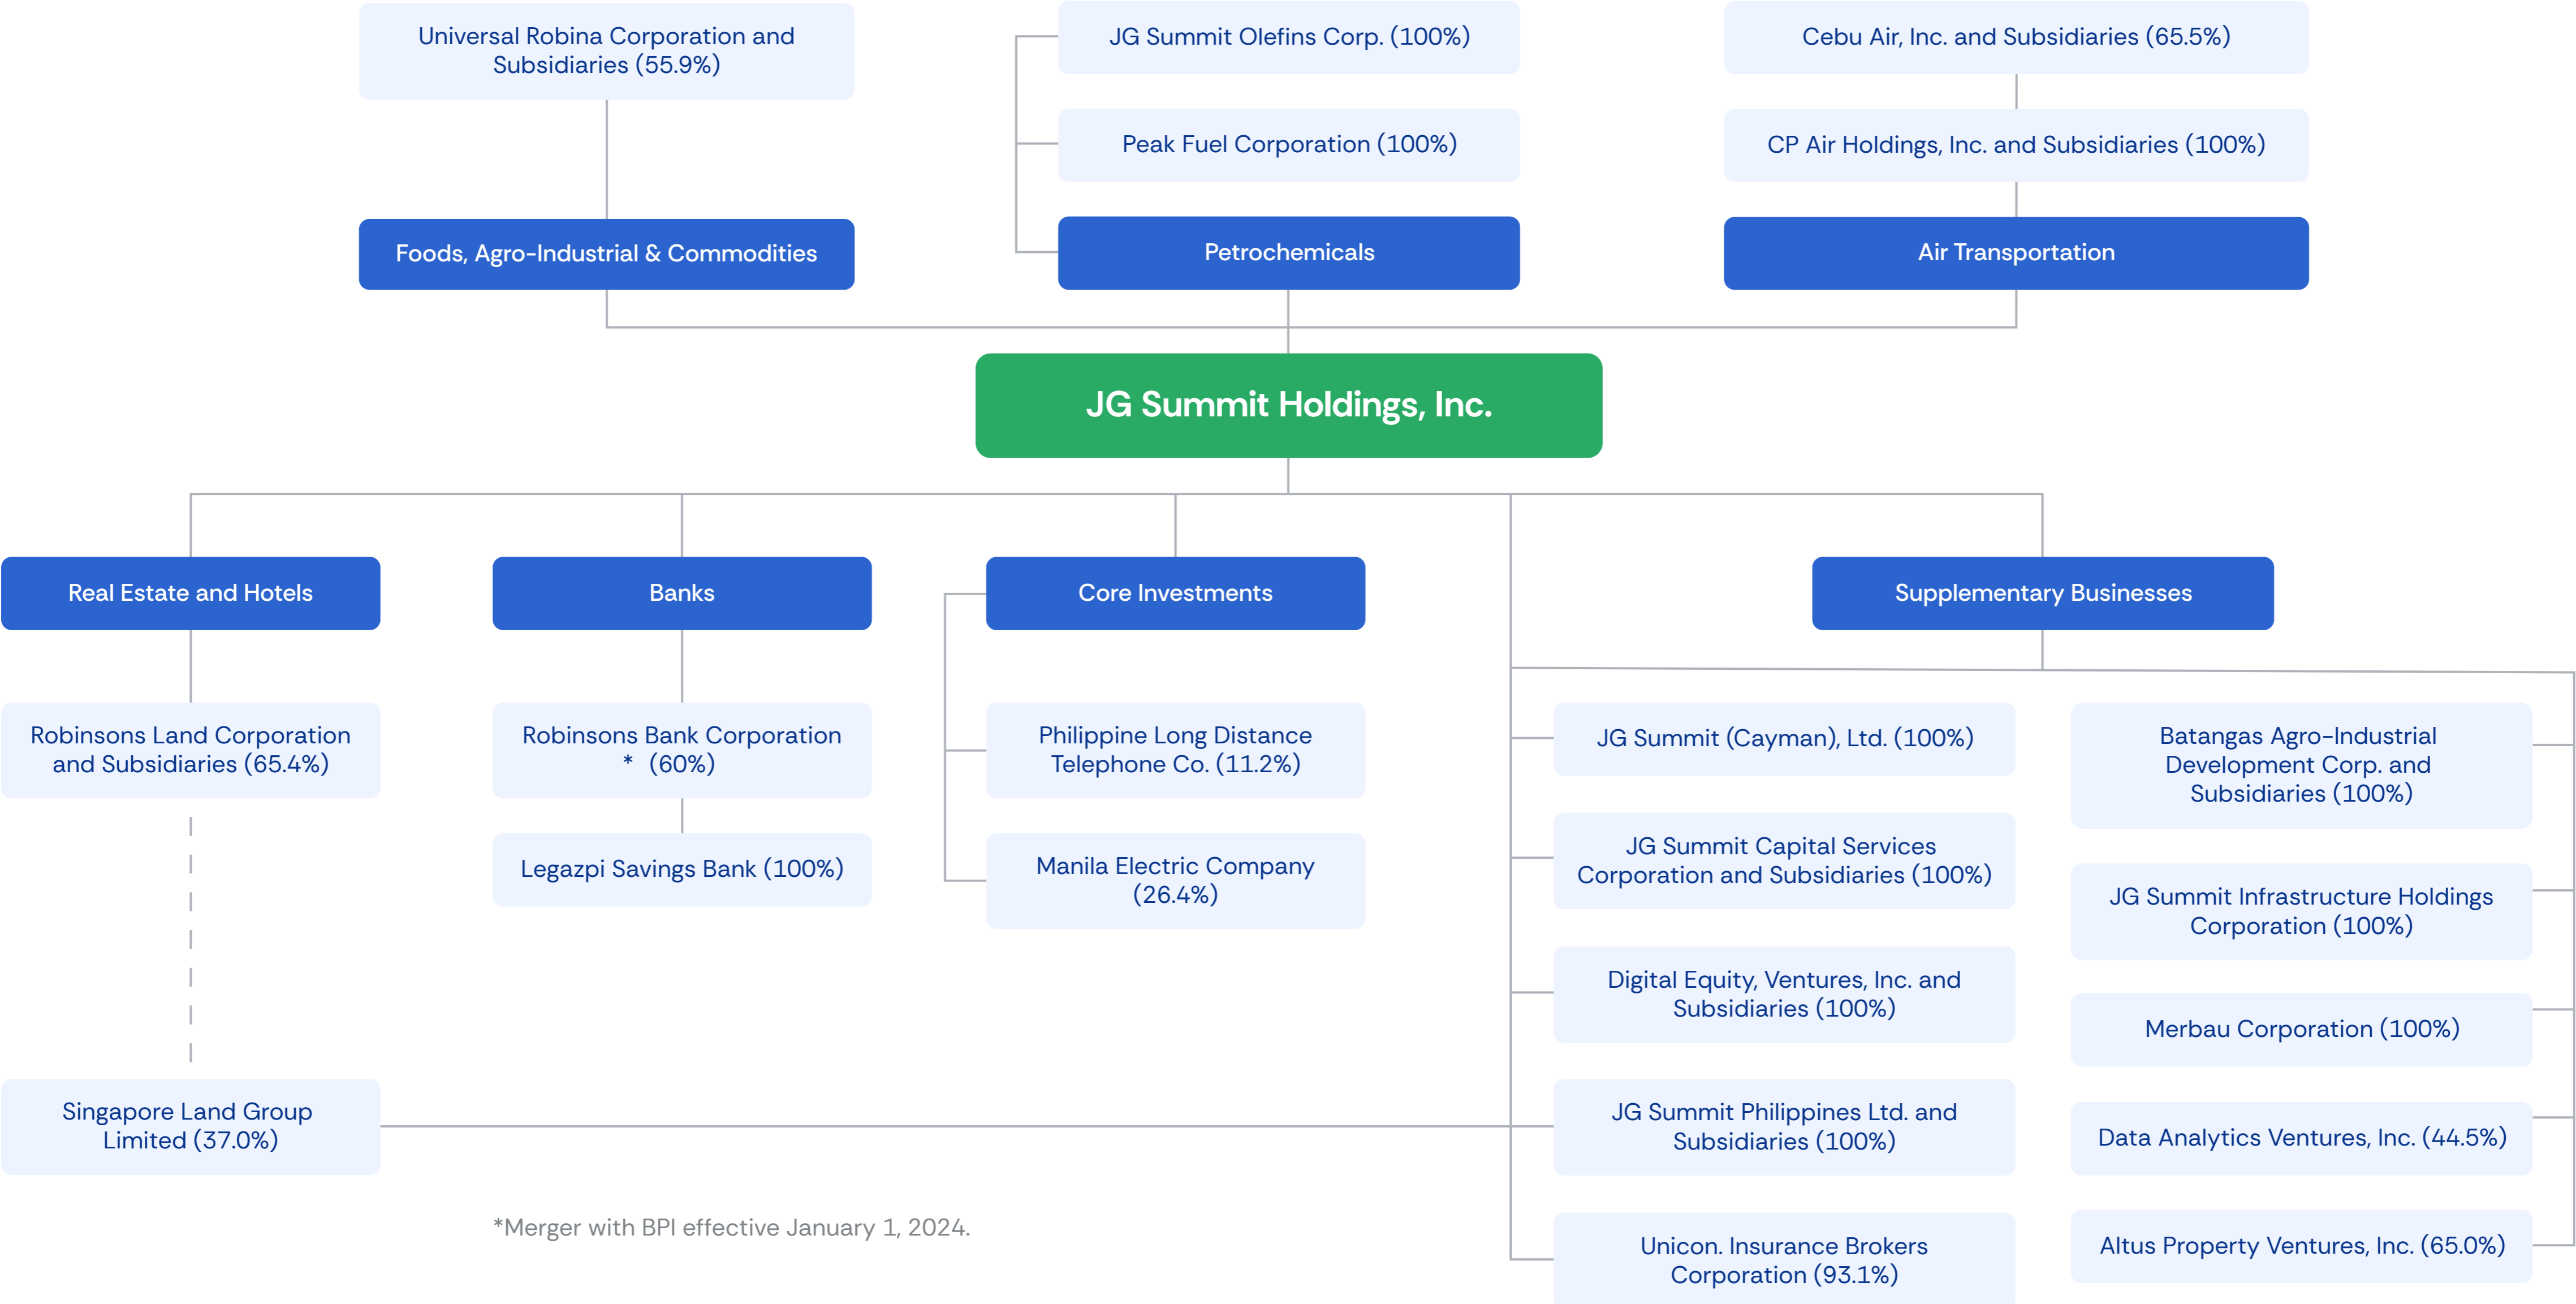 Universal Robina Corporation and
Subsidiaries (55.9%)
JG Summit Olefins Corp. (100%)
Cebu Air, Inc. and Subsidiaries (65.5%)
Peak Fuel Corporation (100%)
CP Air Holdings, Inc. and Subsidiaries (100%)
Foods, Agro-Industrial & Commodities
Petrochemicals
Air Transportation
JG Summit Holdings, Inc.
Real Estate and Hotels
Banks
Core Investments
Supplementary Businesses
Robinsons Land Corporation
and Subsidiaries (65.4%)
Singapore Land Group
Limited (37.0%)
Robinsons Bank Corporation
* (60%)
Legazpi Savings Bank (100%)
Philippine Long Distance
Telephone Co. (11.2%)
Manila Electric Company
(26.4%)
JG Summit (Cayman), Ltd. (100%)
JG Summit Capital Services
Corporation and Subsidiaries (100%)
Digital Equity, Ventures, Inc. and
Subsidiaries (100%)
JG Summit Philippines Ltd. and
Subsidiaries (100%)
Unicon. Insurance Brokers
Corporation (93.1%)
Batangas Agro-Industrial
Development Corp. and
Subsidiaries (100%)
JG Summit Infrastructure Holdings
Corporation (100%)
Merbau Corporation (100%)
Data Analytics Ventures, Inc. (44.5%)
Altus Property Ventures, Inc. (65.0%)
*Merger with BPI effective January 1, 2024.